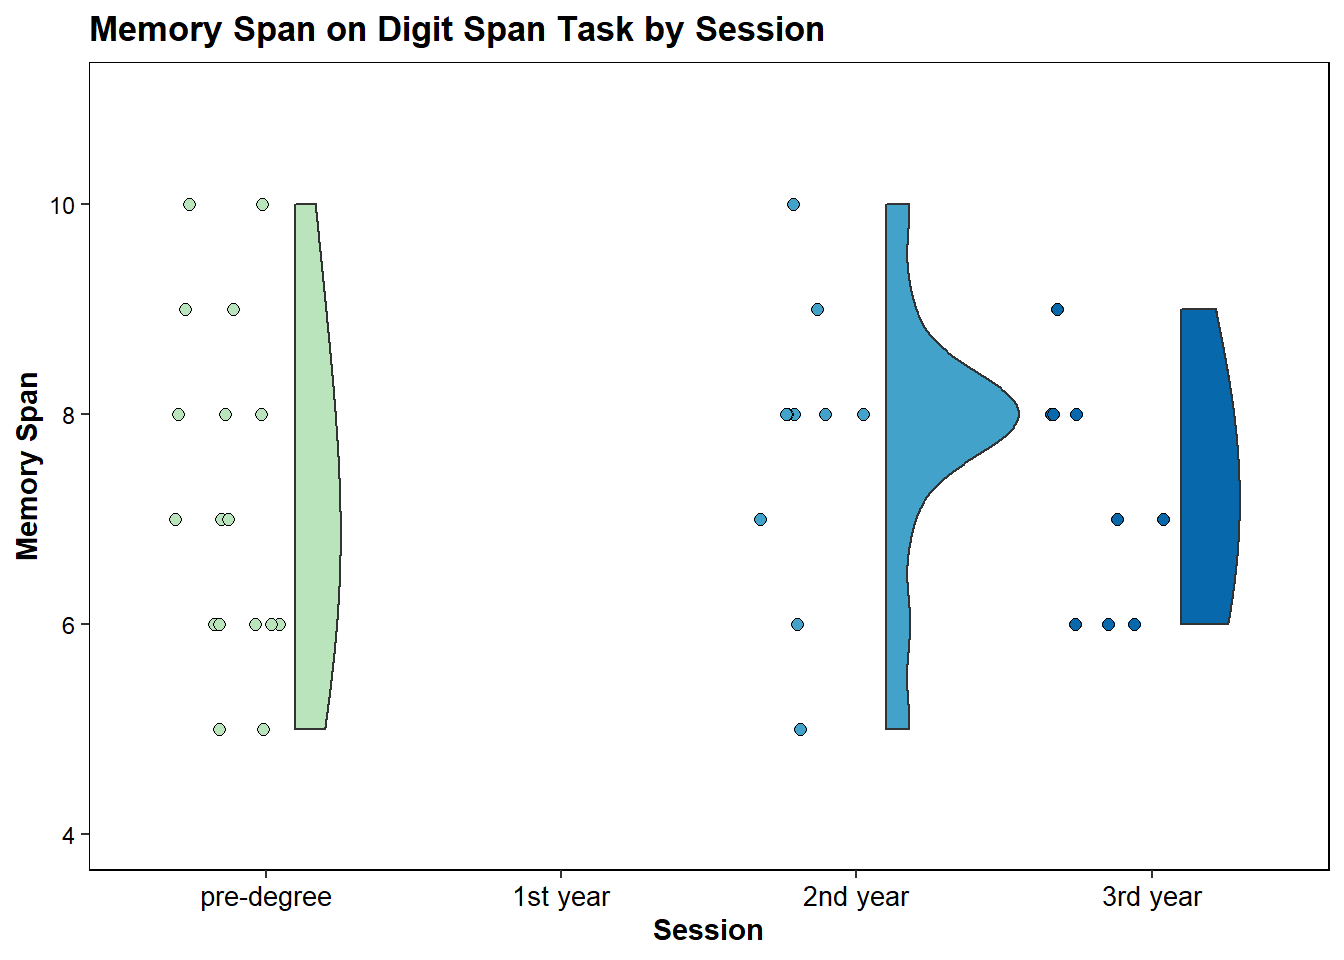 Memory Span on Digit Span Task by Session
Memory Span
10
8
6
4
pre-degree 1st year 2nd year 3rd year
Session